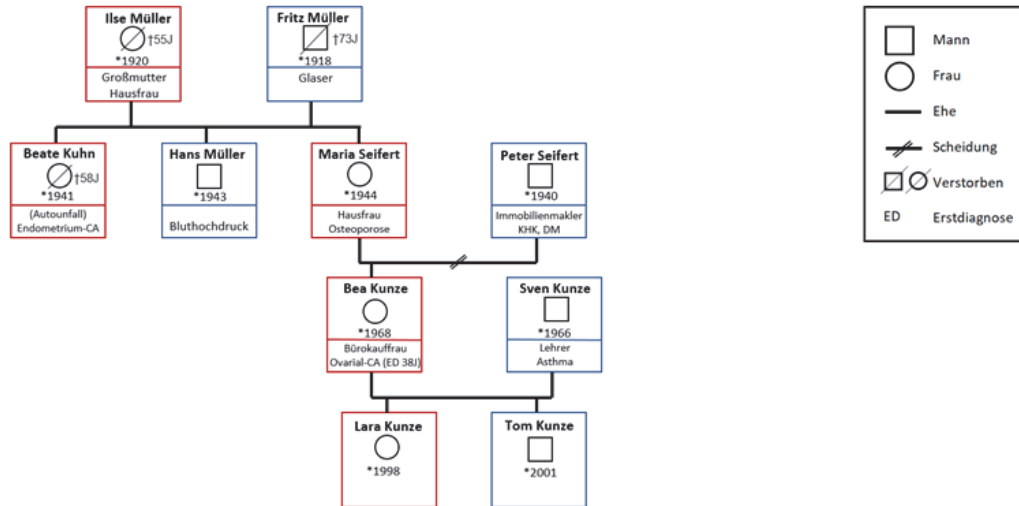 Ilse Müller
†55J
*1920
Großmutter
Hausfrau
Fritz Müller
†73J
*1918
Glaser
Beate Kuhn
†58J
*1941
(Autounfall)
Endometrium-CA
Hans Müller
*1943
Bluthochdruck
Maria Seifert
*1944
Hausfrau
Osteoporose
Peter Seifert
*1940
Immobilienmakler
KHK, DM
Bea Kunze
*1968
Bürokauffrau
Ovarial-CA (ED 38J)
Sven Kunze
*1966
Lehrer
Asthma
Lara Kunze
*1998
Tom Kunze
*2001
Mann
Frau
Ehe
Scheidung
Verstorben
ED Erstdiagnose